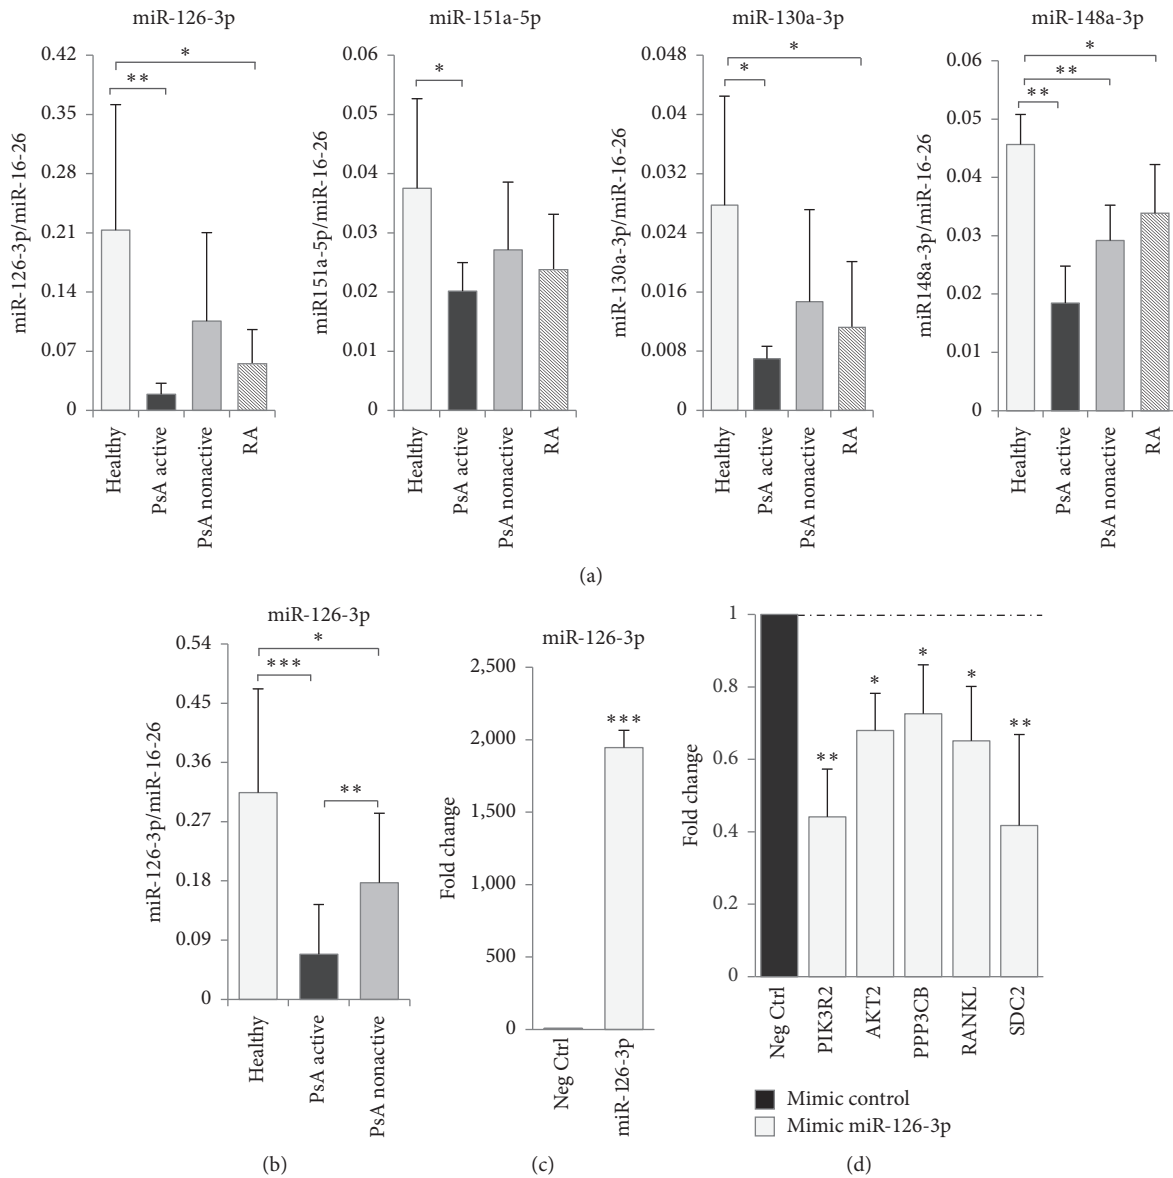 miR-126-3p
miR-126-3p/miR-16-26
0.42
0.35
0.28
0.21
0.14
0.07
0
*
**
Healthy
PsA active
PsA nonactive
RA
miR-151a-5p
miR151a-5p/miR-16-26
0.06
0.05
0.04
0.03
0.02
0.01
0
*
Healthy
PsA active
PsA nonactive
RA
miR-130a-3p
miR-130a-3p/miR-16-26
0.048
0.04
0.032
0.024
0.016
0.008
0
*
*
Healthy
PsA active
PsA nonactive
RA
miR-148a-3p
miR148a-3p/miR-16-26
0.06
0.05
0.04
0.03
0.02
0.01
0
*
**
**
Healthy
PsA active
PsA nonactive
RA
(a)
miR-126-3p
miR-126-3p/miR-16-26
0.54
0.45
0.36
0.27
0.18
0.09
0
*
***
**
Healthy
PsA active
PsA nonactive
(b)
miR-126-3p
Fold change
2,500
2,000
1,500
1,000
500
0
***
Neg Ctrl
miR-126-3p
(c)
Fold change
1
0.8
0.6
0.4
0.2
0
**
*
*
*
**
Neg Ctrl
PIK3R2
AKT2
PPP3CB
RANKL
SDC2
Mimic control
Mimic miR-126-3p
(d)